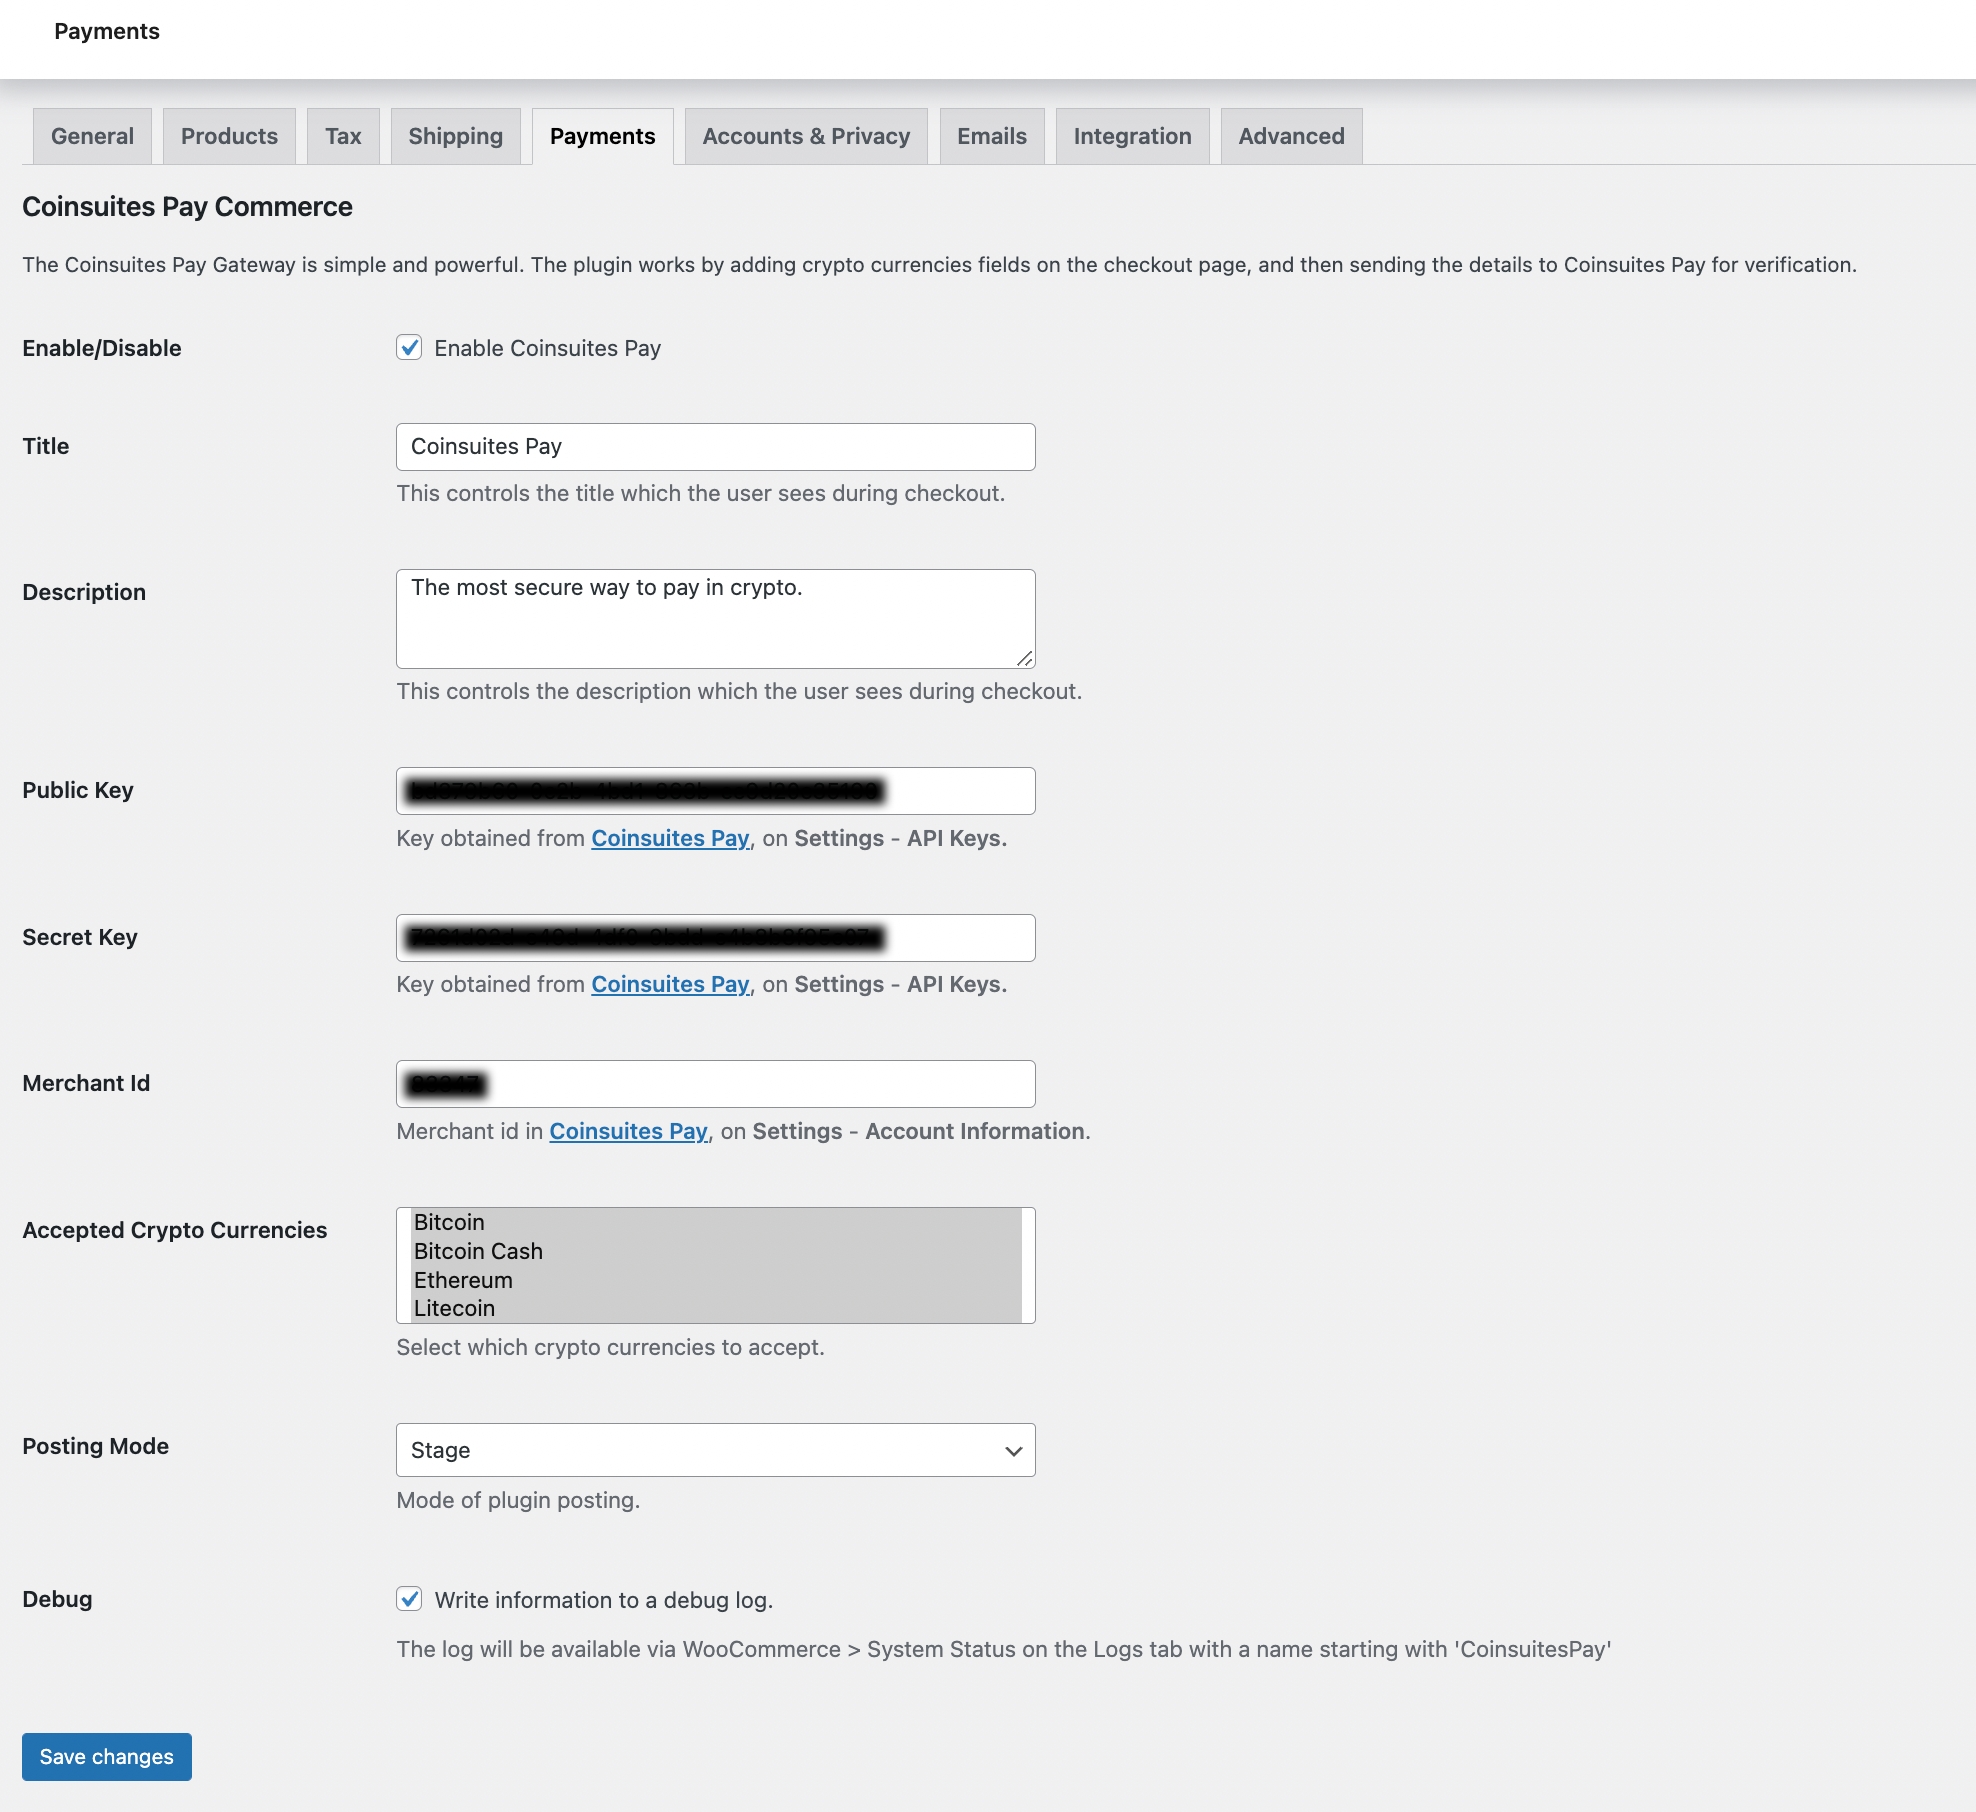 Payments
General
Products
Tax
Shipping
Payments
Accounts & Privacy
Emails
Integration
Advanced
Coinsuites Pay Commerce
The Coinsuites Pay Gateway is simple and powerful. The plugin works by adding crypto currencies fields on the checkout page, and then sending the details to Coinsuites Pay for verification.
Enable/Disable
Enable Coinsuites Pay
Title
Coinsuites Pay
This controls the title which the user sees during checkout.
Description
The most secure way to pay in crypto.
This controls the description which the user sees during checkout.
Public Key
Key obtained from Coinsuites Pay, on Settings - API Keys.
Secret Key
Key obtained from Coinsuites Pay, on Settings - API Keys.
Merchant Id
Merchant id in Coinsuites Pay, on Settings - Account Information.
Accepted Crypto Currencies
Bitcoin
Bitcoin Cash
Ethereum
Litecoin
Select which crypto currencies to accept.
Posting Mode
Stage
Mode of plugin posting.
Debug
Write information to a debug log.
The log will be available via WooCommerce > System Status on the Logs tab with a name starting with 'CoinsuitesPay'
Save changes